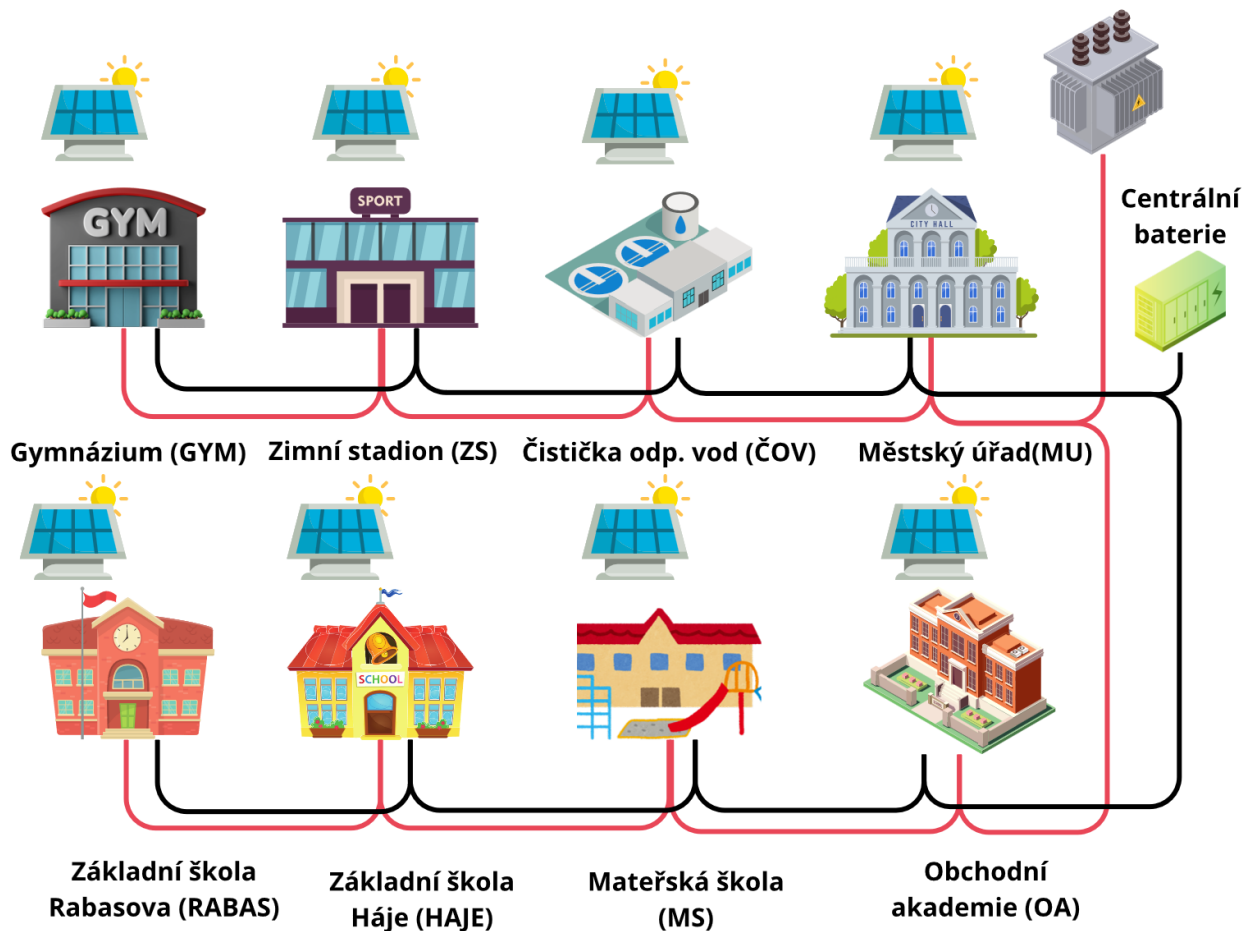 GYM
SPORT
CITY HALL
Centrální
baterie
Gymnázium (GYM)
Zimní stadion (ZS)
Čistička odp. vod (ČOV)
Městský úřad(MU)
SCHOOL
Základní škola
Rabasova (RABAS)
Základní škola
Háje (HAJE)
Mateřská škola
(MS)
Obchodní
akademie (OA)